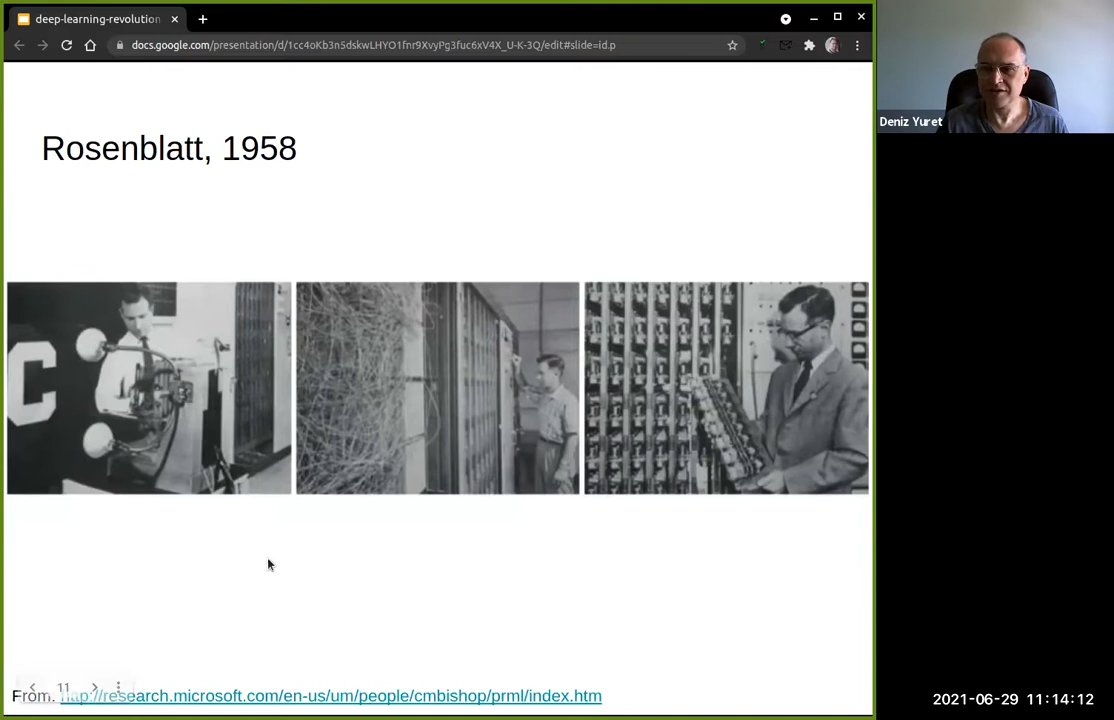 deep-learning-revolution
docs.google.com/presentation/d/1cc4oKb3n5dskwLHYO1fnr9XvyPg3fuc6xV4X_U-K-3Q/edit#slide=id.p
Deniz Yuret
Rosenblatt, 1958
C
11
From: http://research.microsoft.com/en-us/um/people/cmbishop/prml/index.htm
2021-06-29 11:14:12